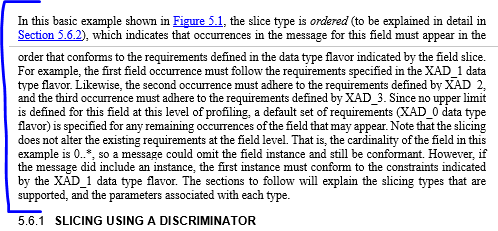 In this basic example shown in Figure 5.1, the slice type is ordered (to be explained in detail in
Section 5.6.2), which indicates that occurrences in the message for this field must appear in the
order that conforms to the requirements defined in the data type flavor indicated by the field slice.
For example, the first field occurrence must follow the requirements specified in the XAD_1 data
type flavor. Likewise, the second occurrence must adhere to the requirements defined by XAD_2,
and the third occurrence must adhere to the requirements defined by XAD_3. Since no upper limit
is defined for this field at this level of profiling, a default set of requirements (XAD_0 data type
flavor) is specified for any remaining occurrences of the field that may appear. Note that the slicing
does not alter the existing requirements at the field level. That is, the cardinality of the field in this
example is 0..*, so a message could omit the field instance and still be conformant. However, if
the message did include an instance, the first instance must conform to the constraints indicated
by the XAD_1 data type flavor. The sections to follow will explain the slicing types that are
supported, and the parameters associated with each type.
5.6.1 SLICING USING A DISCRIMINATOR